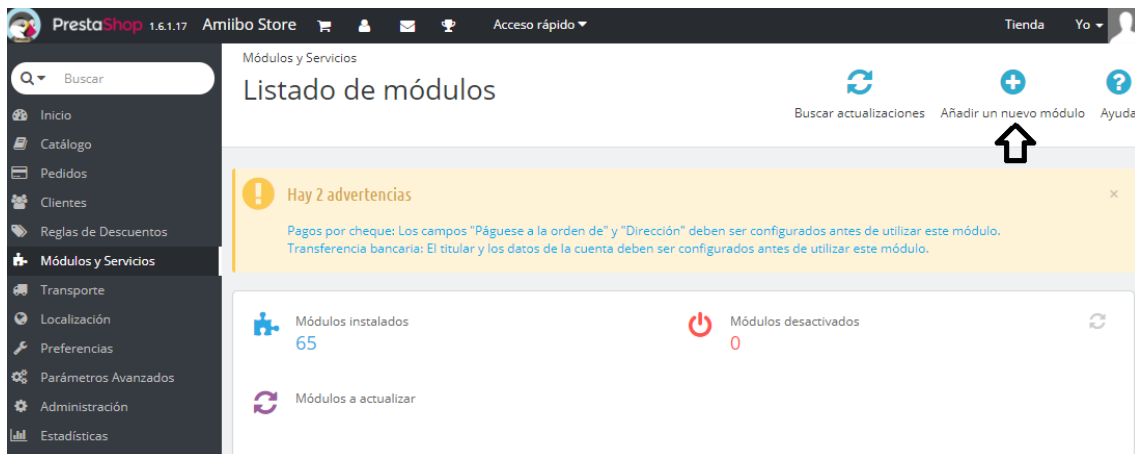 PrestaShop 1.6.1.17 Amiibo Store Acceso rápido Tienda Yo
Buscar
Inicio
Catálogo
Pedidos
Clientes
Reglas de Descuentos
Módulos y Servicios
Transporte
Localización
Preferencias
Parámetros Avanzados
Administración
Estadísticas
Módulos y Servicios
Listado de módulos
Buscar actualizaciones Añadir un nuevo módulo Ayuda
Hay 2 advertencias ×
Pagos por cheque: Los campos "Páguese a la orden de" y "Dirección" deben ser configurados antes de utilizar este módulo.
Transferencia bancaria: El titular y los datos de la cuenta deben ser configurados antes de utilizar este módulo.
Módulos instalados
65
Módulos desactivados
0
Módulos a actualizar